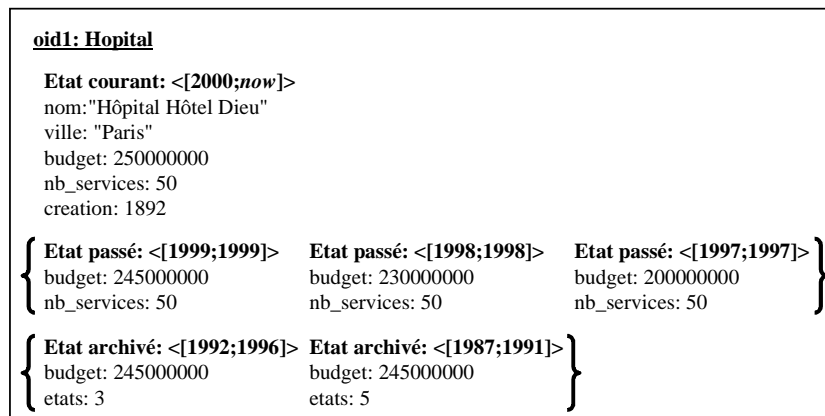 oid1: Hopital
Etat courant: <[2000;now]>
nom:"Hôpital Hôtel Dieu"
ville: "Paris"
budget: 250000000
nb_services: 50
creation: 1892
Etat passé: <[1999;1999]> Etat passé: <[1998;1998]> Etat passé: <[1997;1997]>
budget: 245000000 budget: 230000000 budget: 200000000
nb_services: 50 nb_services: 50 nb_services: 50
Etat archivé: <[1992;1996]> Etat archivé: <[1987;1991]>
budget: 245000000 budget: 245000000
etats: 3 etats: 5